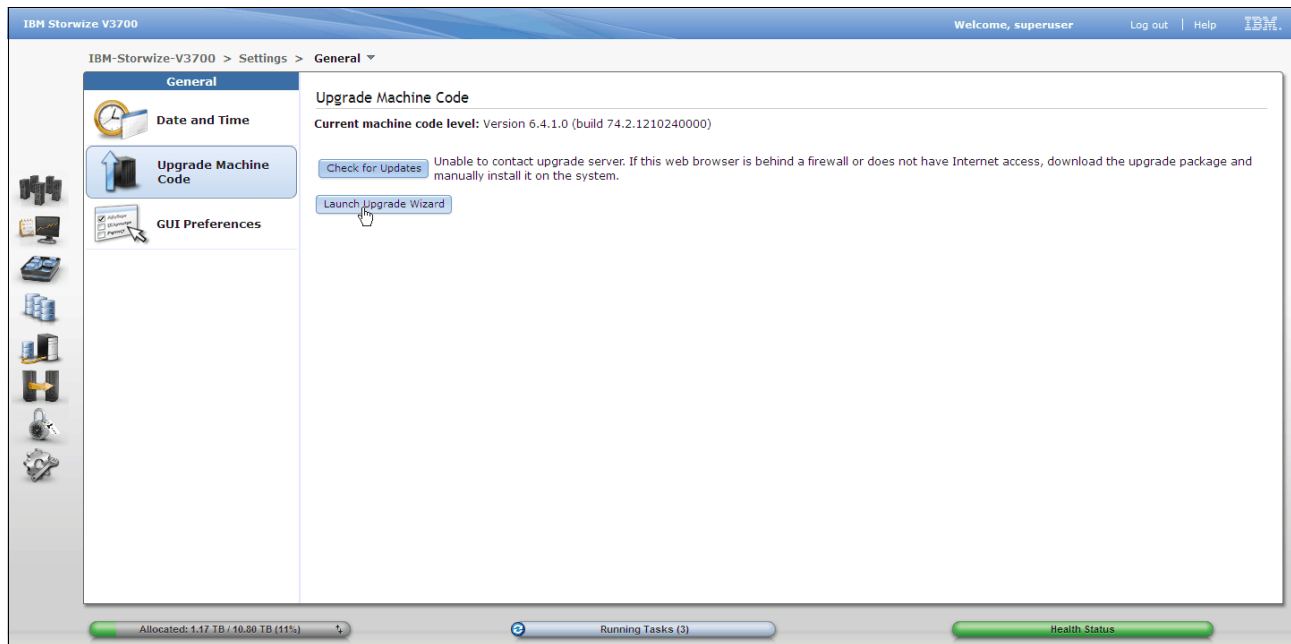 IBM Storwize V3700
Welcome, superuser
Log out | Help
IBM.
IBM-Storwize-V3700 > Settings > General
General
Date and Time
Upgrade Machine
Code
GUI Preferences
Upgrade Machine Code
Current machine code level: Version 6.4.1.0 (build 74.2.1210240000)
Check for Updates
Unable to contact upgrade server. If this web browser is behind a firewall or does not have Internet access, download the upgrade package and
manually install it on the system.
Launch Upgrade Wizard
Allocated: 1.17 TB / 10.80 TB (11%)
Running Tasks (3)
Health Status